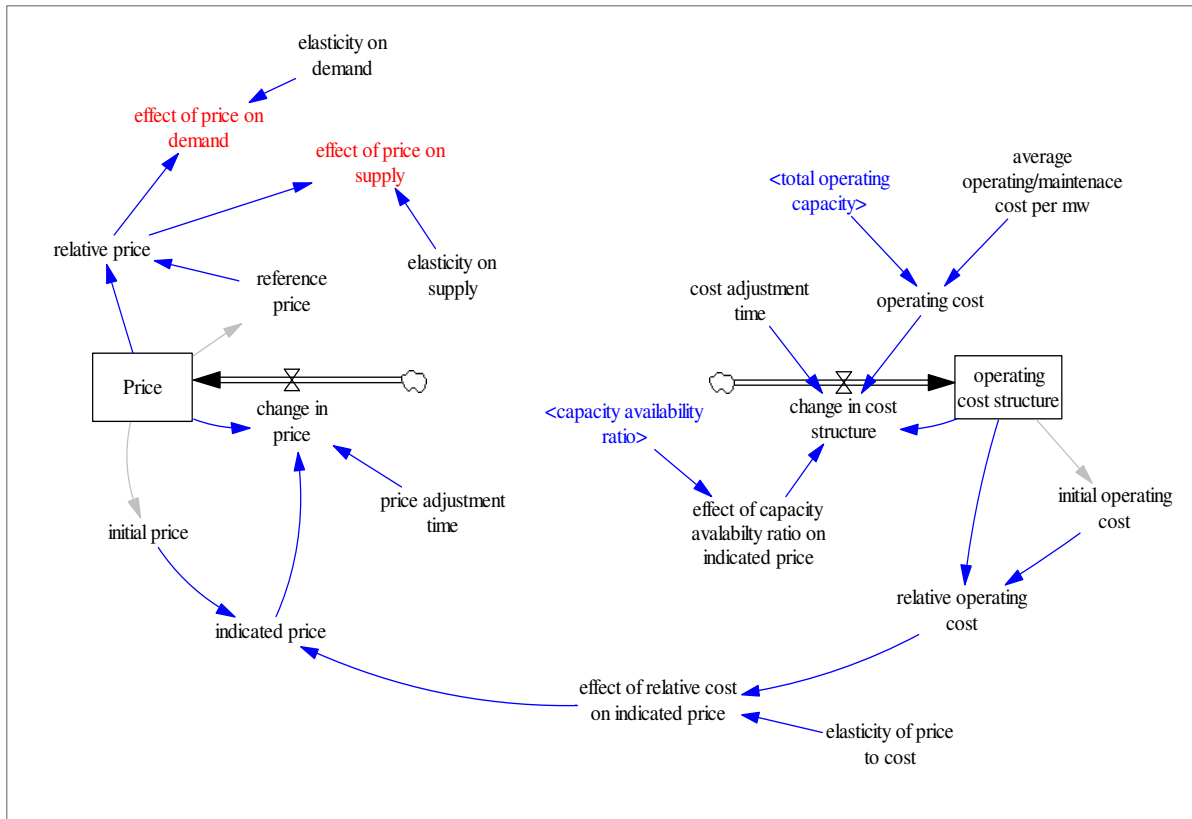 elasticity on
demand
effect of price on
demand
effect of price on
supply
<total operating
capacity>
average
operating/maintenace
cost per mw
relative price
reference
price
elasticity on
supply
cost adjustment
time
operating cost
Price
change in
price
<capacity availability
ratio>
change in cost
structure
operating
cost structure
price adjustment
time
effect of capacity
avalabilty ratio on
indicated price
initial operating
cost
initial price
relative operating
cost
indicated price
effect of relative cost
on indicated price
elasticity of price
to cost